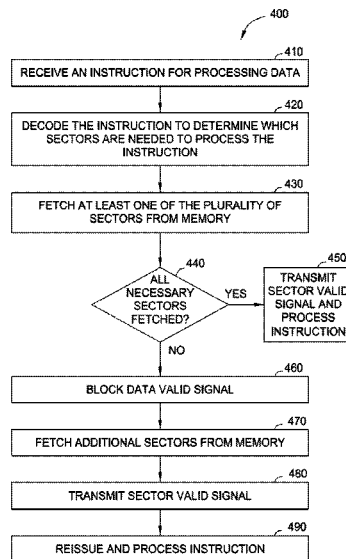 400
410
RECEIVE AN INSTRUCTION FOR PROCESSING DATA
420
DECODE THE INSTRUCTION TO DETERMINE WHICH
SECTORS ARE NEEDED TO PROCESS THE
INSTRUCTION
430
FETCH AT LEAST ONE OF THE PLURALITY OF
SECTORS FROM MEMORY
440
ALL
NECESSARY
SECTORS
FETCHED?
YES
450
TRANSMIT
SECTOR VALID
SIGNAL AND
PROCESS
INSTRUCTION
NO
460
BLOCK DATA VALID SIGNAL
470
FETCH ADDITIONAL SECTORS FROM MEMORY
480
TRANSMIT SECTOR VALID SIGNAL
490
REISSUE AND PROCESS INSTRUCTION